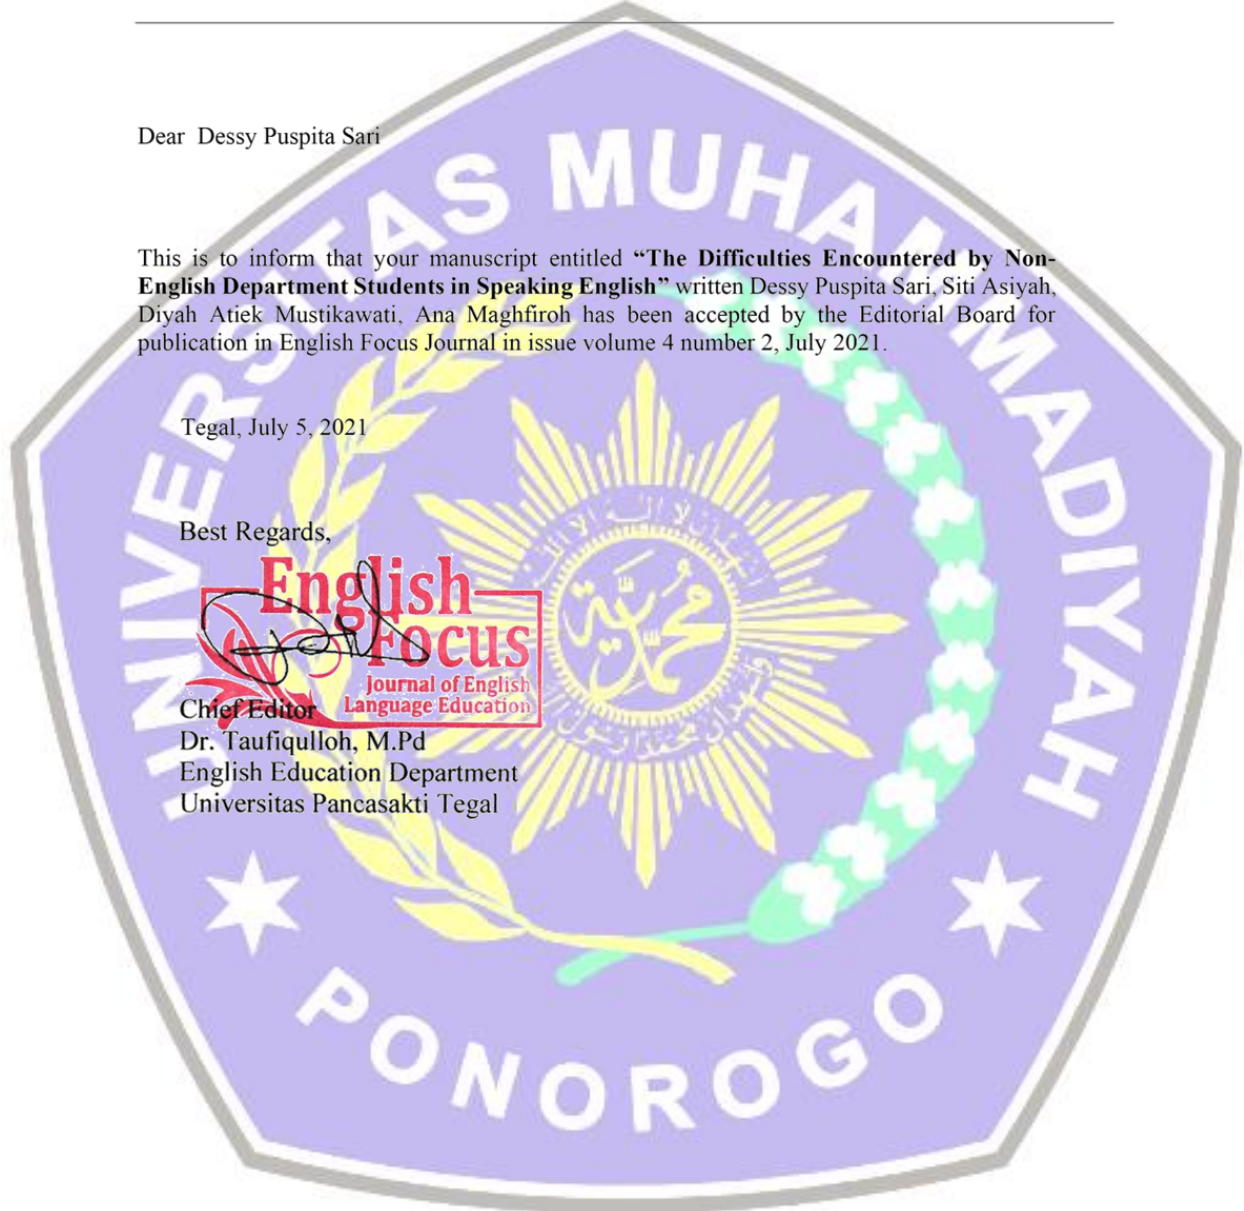 Dear Dessy Puspita Sari
This is to inform that your manuscript entitled “The Difficulties Encountered by Non-
English Department Students in Speaking English” written Dessy Puspita Sari, Siti Asiyah,
Diyah Atiek Mustikawati, Ana Maghfiroh has been accepted by the Editorial Board for
publication in English Focus Journal in issue volume 4 number 2, July 2021.
Tegal, July 5, 2021
Best Regards,
English
Focus
Journal of English
Language Education
Chief Editor
Dr. Taufiqulloh, M.Pd
English Education Department
Universitas Pancasakti Tegal
UNIVERSITAS MUHAMMADIYAH
PONOROGO
محمدية